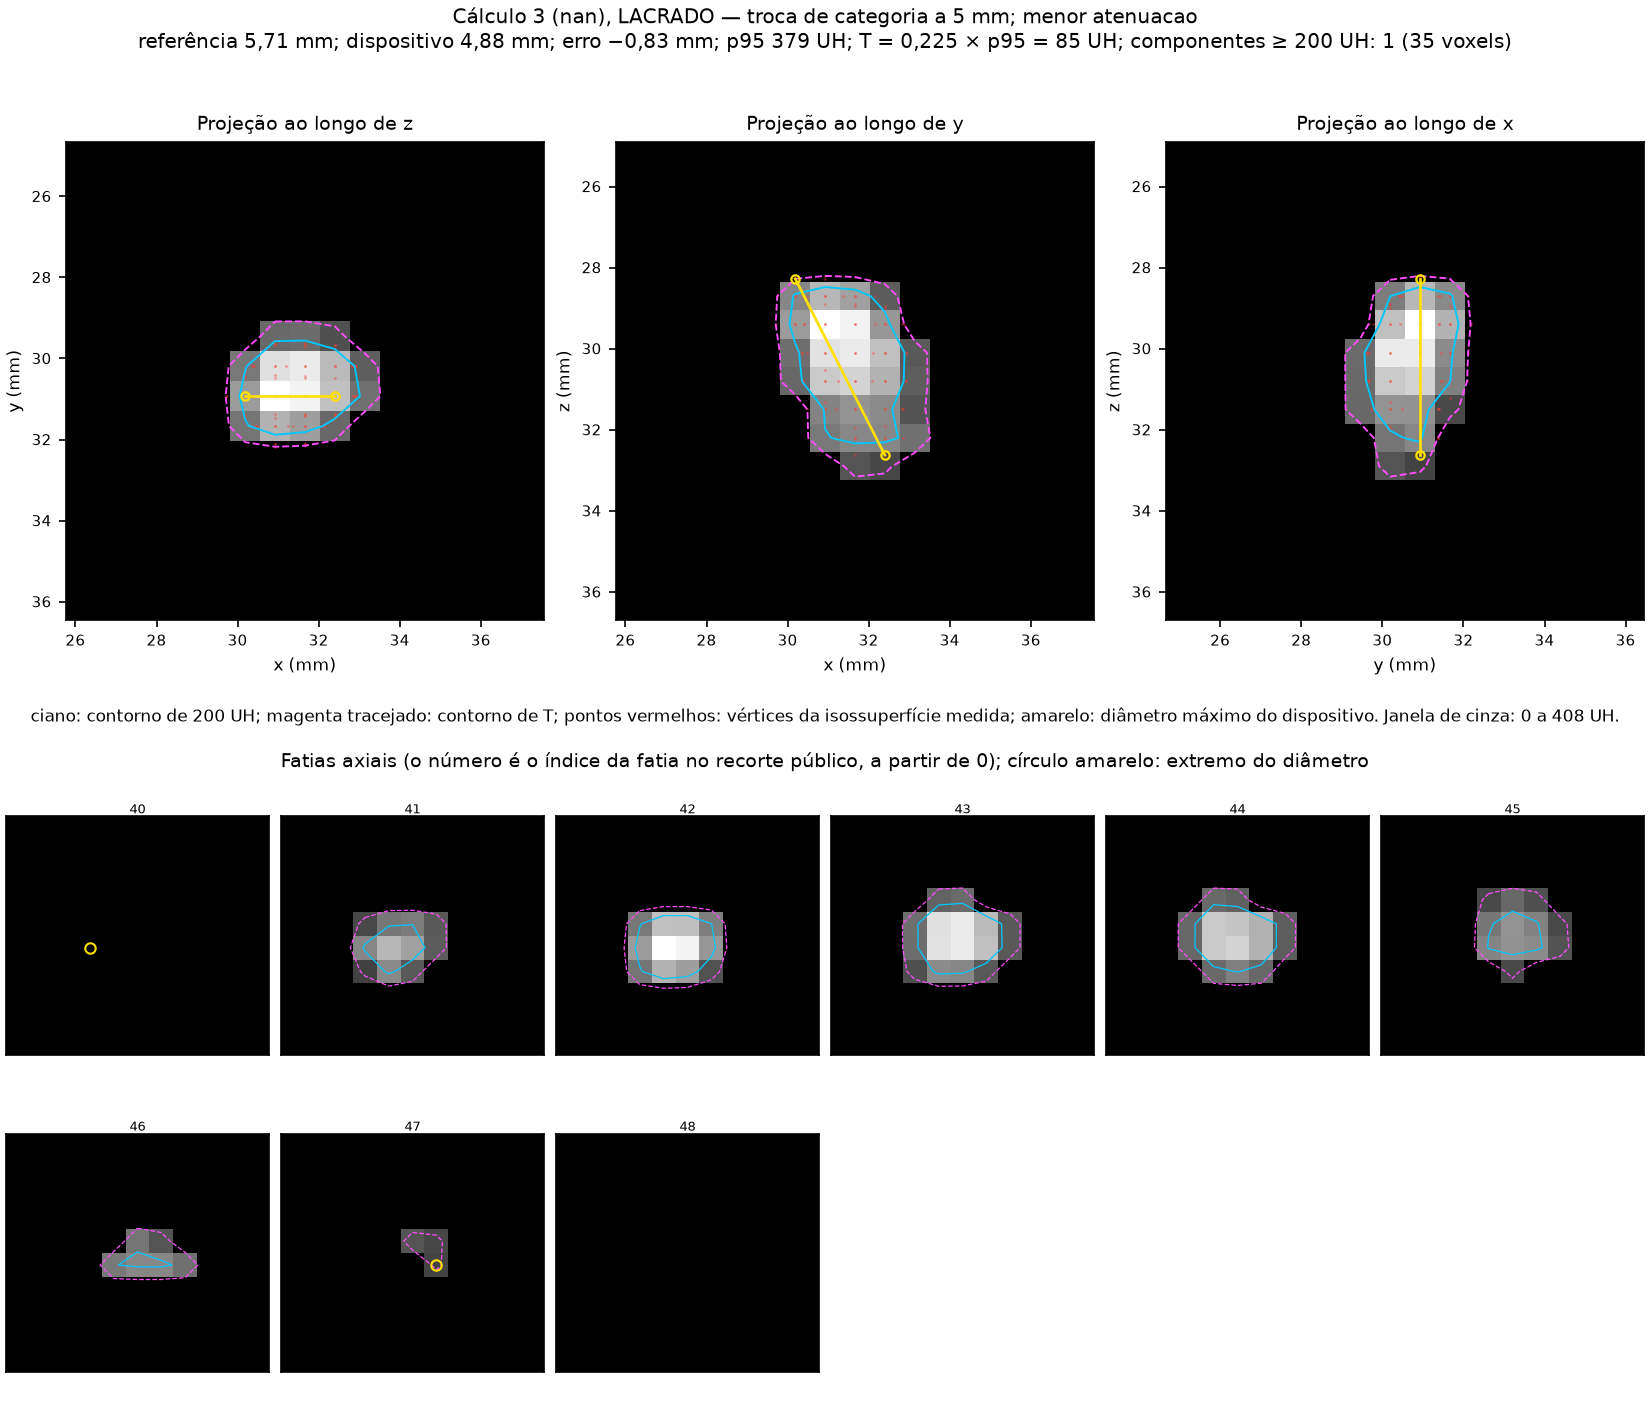 Cálculo 3 (nan), LACRADO — troca de categoria a 5 mm; menor atenuacao
referência 5,71 mm; dispositivo 4,88 mm; erro −0,83 mm; p95 379 UH; T = 0,225 × p95 = 85 UH; componentes ≥ 200 UH: 1 (35 voxels)
Projeção ao longo de z
Projeção ao longo de y
Projeção ao longo de x
26
28
30
32
34
36
y (mm)
26 28 30 32 34 36
x (mm)
26
28
30
32
34
36
z (mm)
26 28 30 32 34 36
x (mm)
26
28
30
32
34
36
z (mm)
26 28 30 32 34 36
y (mm)
ciano: contorno de 200 UH; magenta tracejado: contorno de T; pontos vermelhos: vértices da isossuperfície medida; amarelo: diâmetro máximo do dispositivo. Janela de cinza: 0 a 408 UH.
Fatias axiais (o número é o índice da fatia no recorte público, a partir de 0); círculo amarelo: extremo do diâmetro
40
41
42
43
44
45
46
47
48